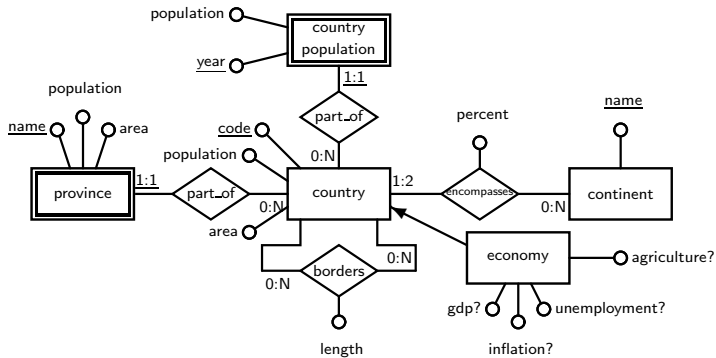 population
country
population
year
1:1
population
name
area
code
part_of
percent
name
population
0:N
province
1:1
part_of
0:N
country
1:2
encompasses
0:N
continent
area
borders
0:N
0:N
economy
agriculture?
gdp?
unemployment?
inflation?
length